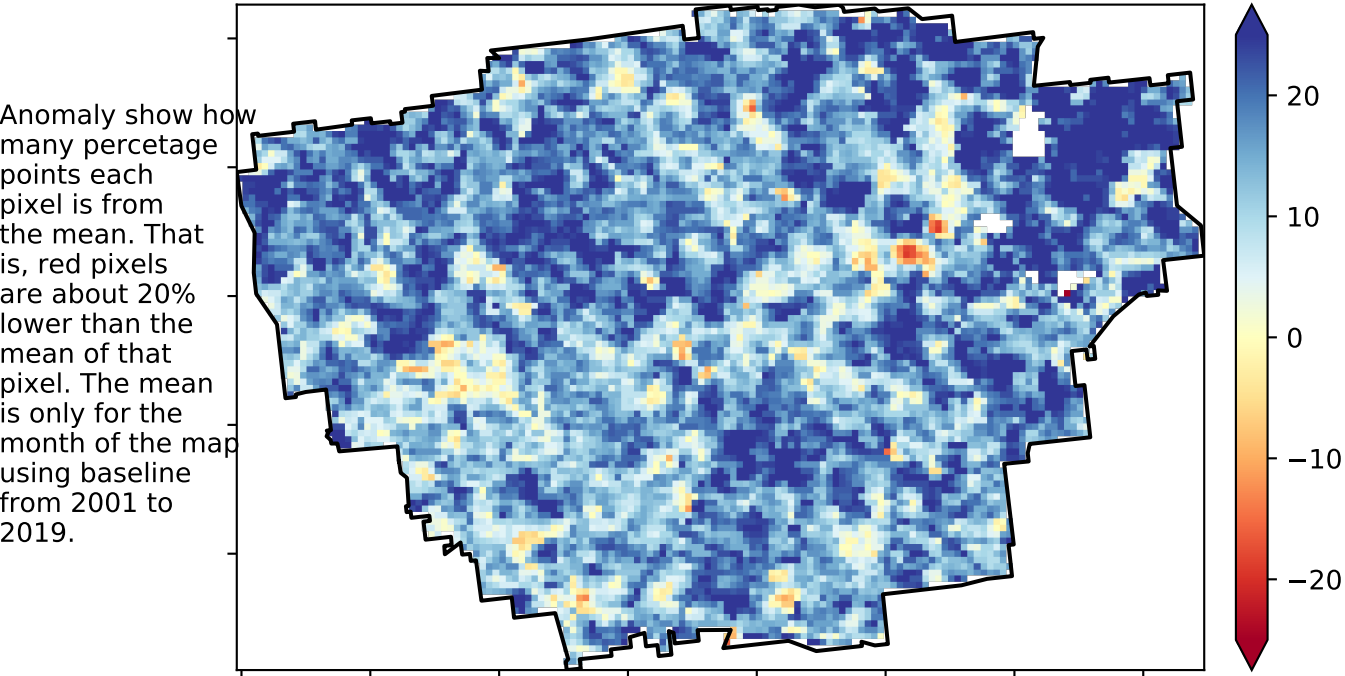 Anomaly show how
many percetage
points each
pixel is from
the mean. That
is, red pixels
are about 20%
lower than the
mean of that
pixel. The mean
is only for the
month of the map
using baseline
from 2001 to
2019.
20
10
0
−10
−20